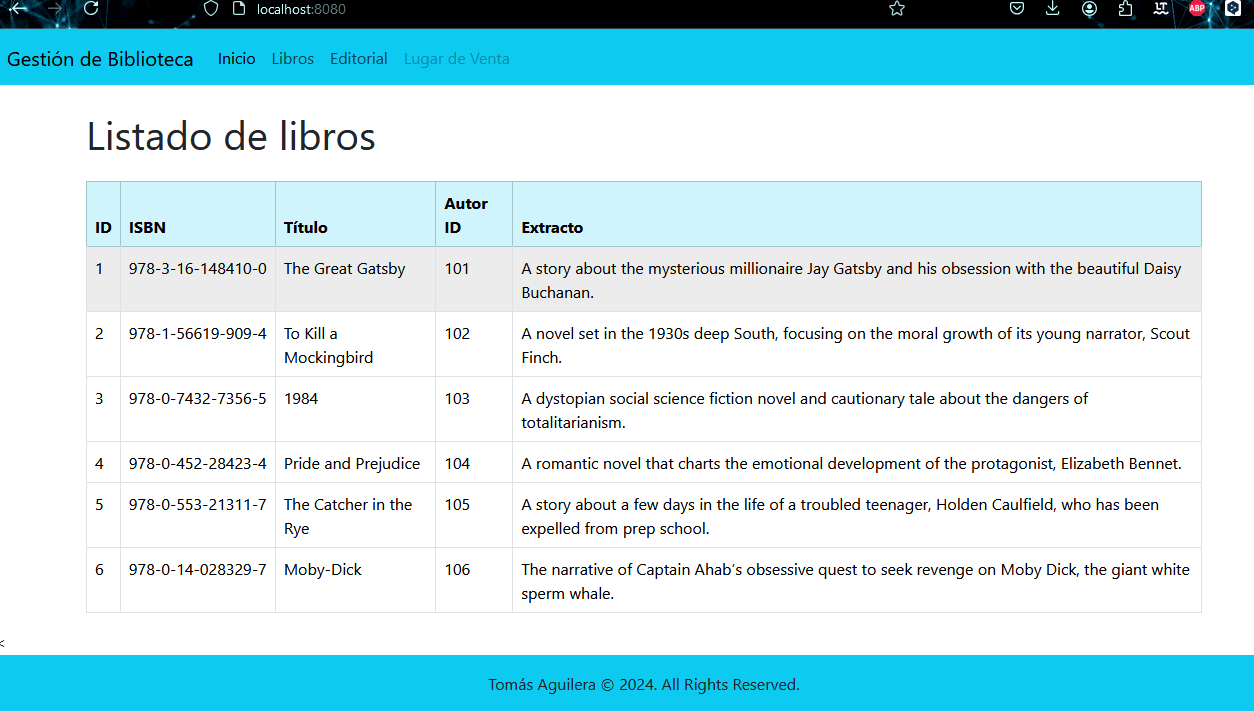 localhost:8080
LT ABP
Gestión de Biblioteca Inicio Libros Editorial Lugar de Venta
Listado de libros
ID ISBN Título Autor ID Extracto
1 978-3-16-148410-0 The Great Gatsby 101 A story about the mysterious millionaire Jay Gatsby and his obsession with the beautiful Daisy
Buchanan.
2 978-1-56619-909-4 To Kill a 102 A novel set in the 1930s deep South, focusing on the moral growth of its young narrator, Scout
Mockingbird Finch.
3 978-0-7432-7356-5 1984 103 A dystopian social science fiction novel and cautionary tale about the dangers of
totalitarianism.
4 978-0-452-28423-4 Pride and Prejudice 104 A romantic novel that charts the emotional development of the protagonist, Elizabeth Bennet.
5 978-0-553-21311-7 The Catcher in the 105 A story about a few days in the life of a troubled teenager, Holden Caulfield, who has been
Rye expelled from prep school.
6 978-0-14-028329-7 Moby-Dick 106 The narrative of Captain Ahab's obsessive quest to seek revenge on Moby Dick, the giant white
sperm whale.
<
Tomás Aguilera © 2024. All Rights Reserved.